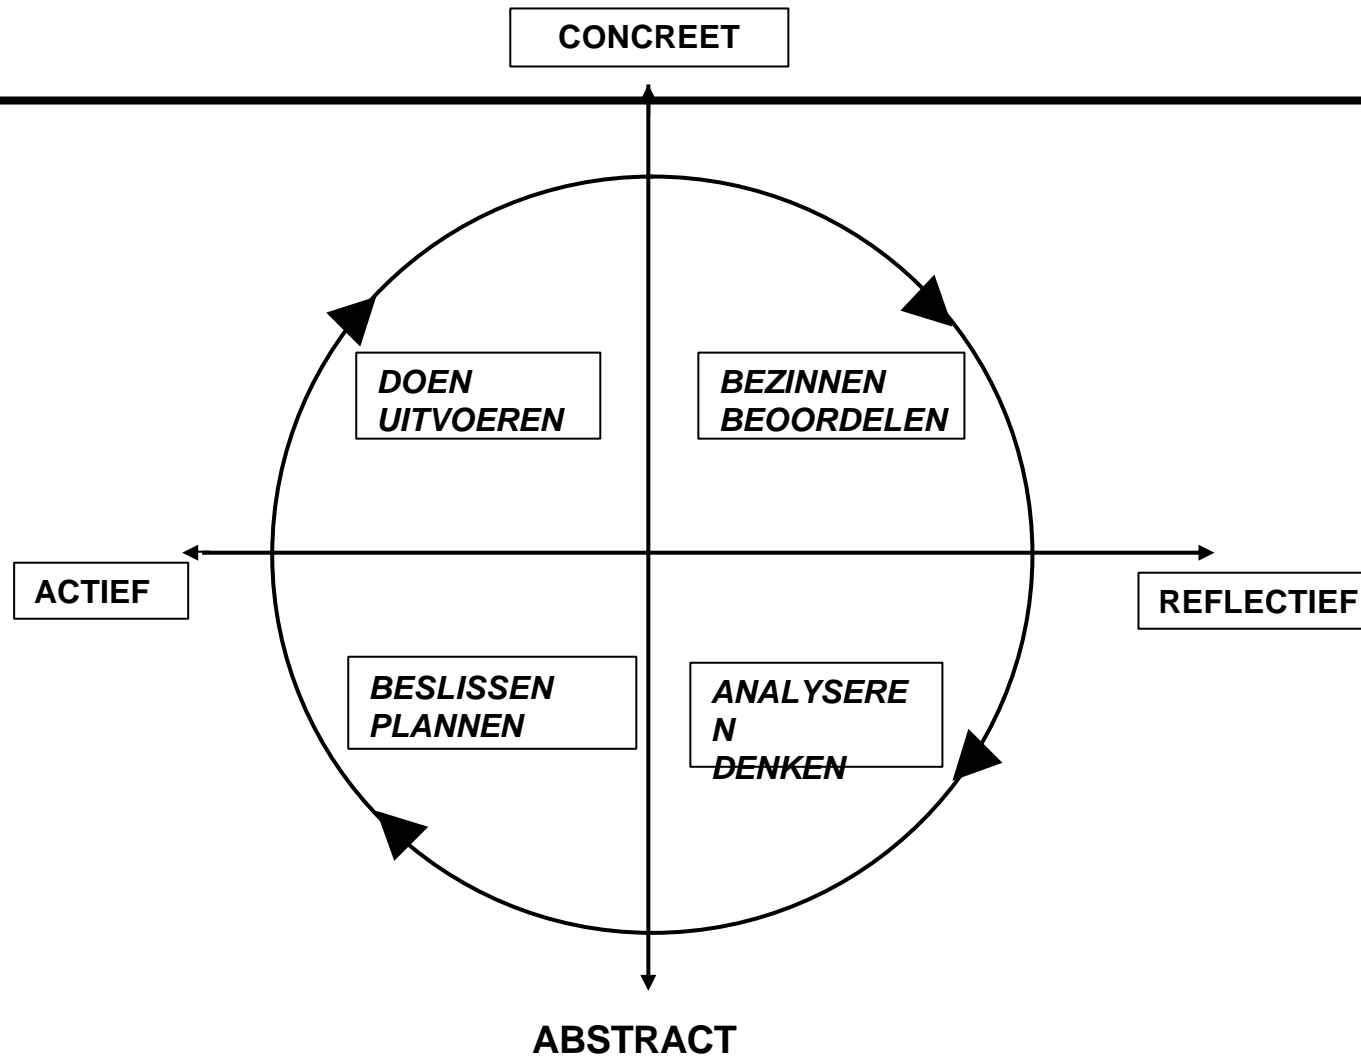 CONCREET
DOEN
UITVOEREN
BEZINNEN
BEOORDELEN
ACTIEF
REFLECTIEF
BESLISSEN
PLANNEN
ANALYSERE
N
DENKEN
ABSTRACT